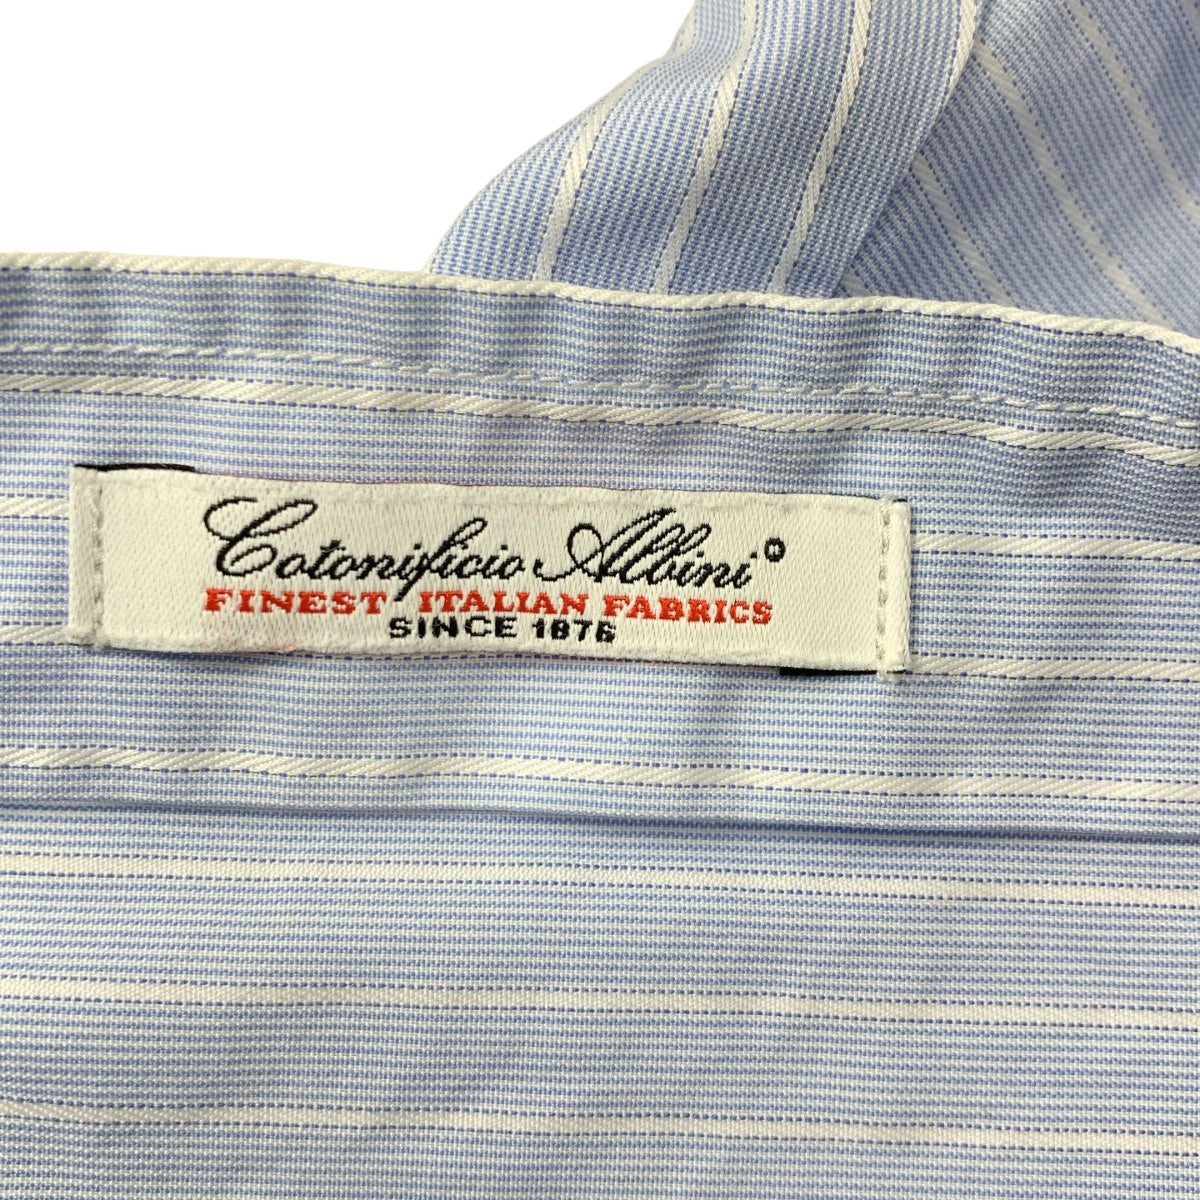 Cotonificio Albini®
FINEST ITALIAN FABRICS
SINCE 1876